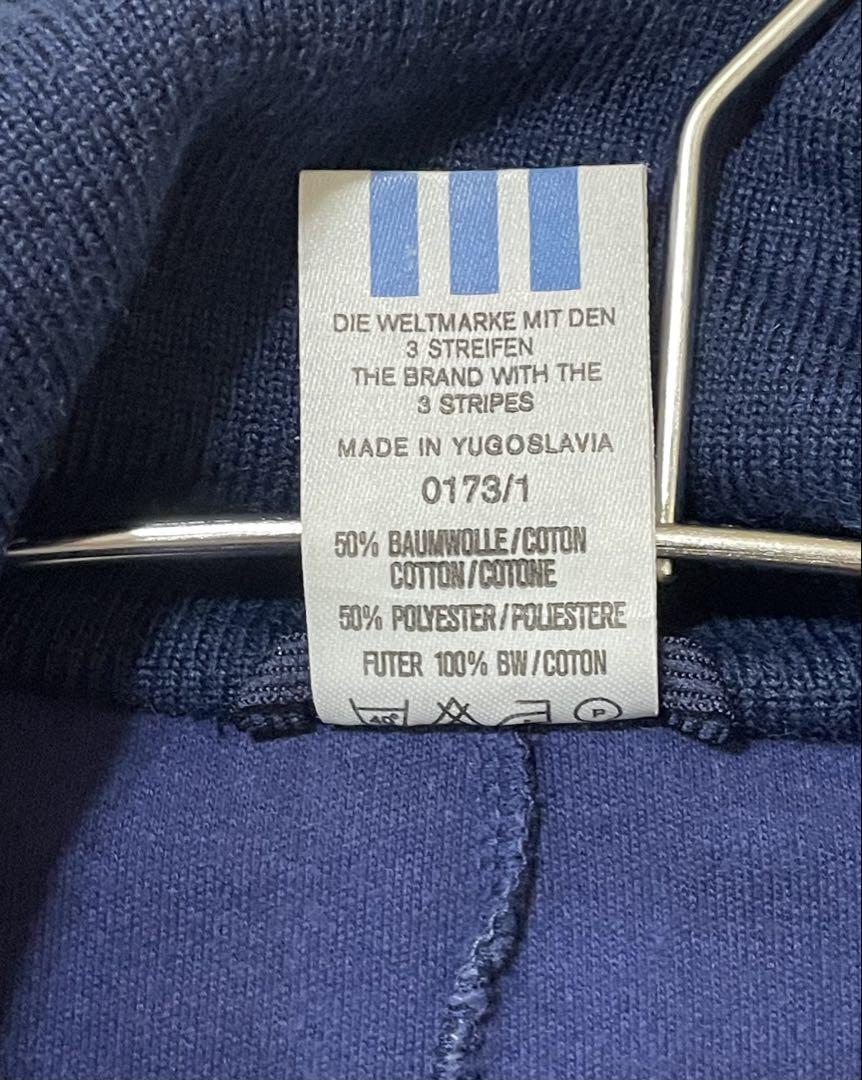 DIE WELTMARKE MIT DEN
3 STREIFEN
THE BRAND WITH THE
3 STRIPES
MADE IN YUGOSLAVIA
0173/1
50% BAUMWOLLE/COTON
COTTON/COTONE
50% POLYESTER/POLIESTERE
FUTER 100% BW/COTON
40° P